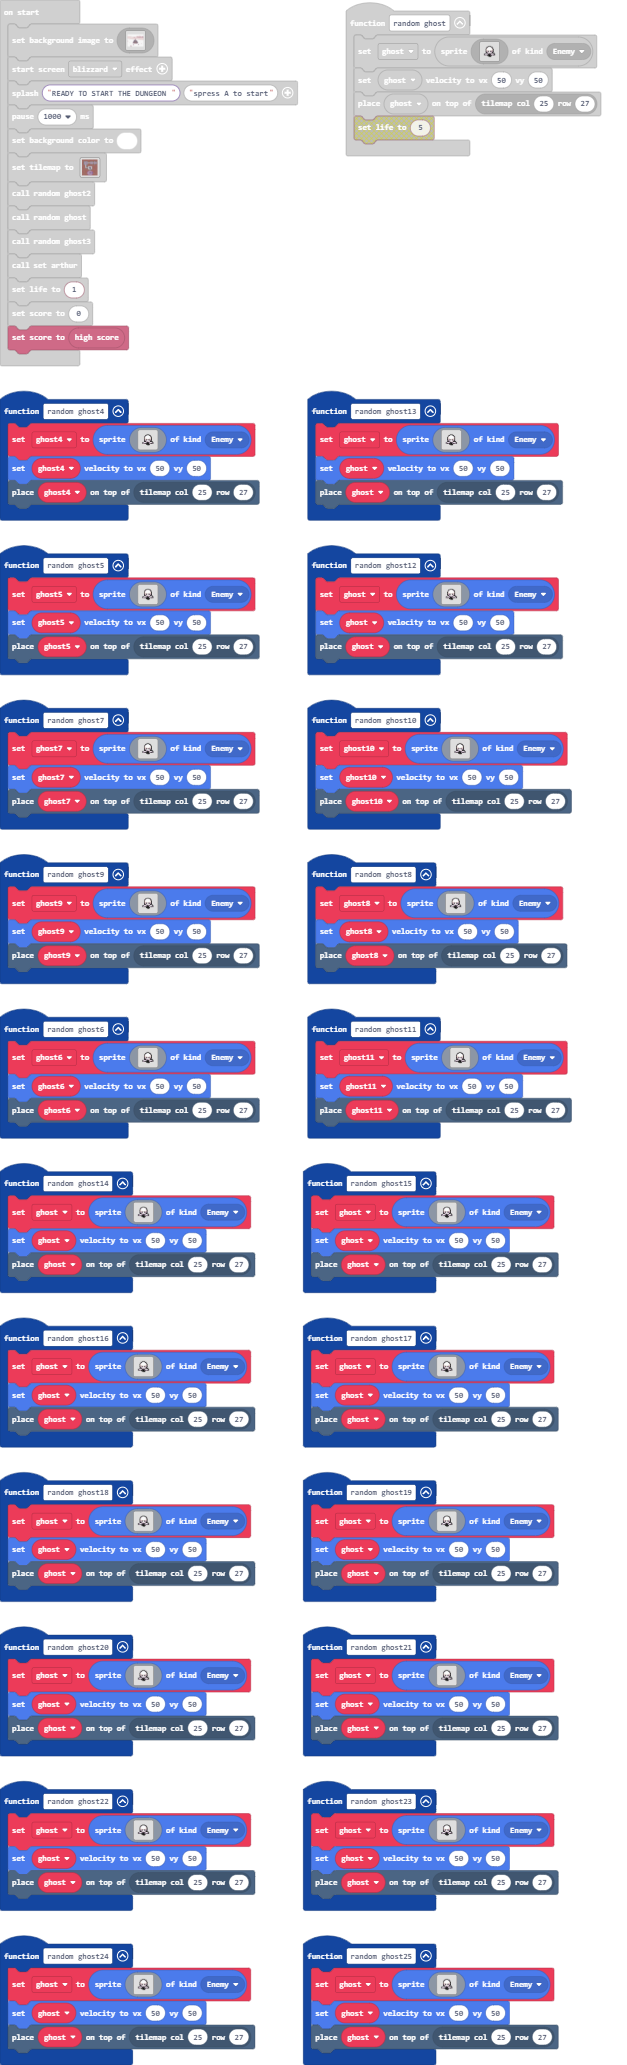 on start
set background image to
start screen blizzard effect
splash "READY TO START THE DUNGEON " "spress A to start"
pause 1000 ms
set background color to
set tilemap to
call random ghost2
call random ghost
call random ghost3
call set arthur
set life to 1
set score to 0
set score to high score
function random ghost
set ghost to sprite of kind Enemy
set ghost velocity to vx 50 vy 50
place ghost on top of tilemap col 25 row 27
set life to 5
function random ghost4
set ghost4 to sprite of kind Enemy
set ghost4 velocity to vx 50 vy 50
place ghost4 on top of tilemap col 25 row 27
function random ghost13
set ghost to sprite of kind Enemy
set ghost velocity to vx 50 vy 50
place ghost on top of tilemap col 25 row 27
function random ghost5
set ghost5 to sprite of kind Enemy
set ghost5 velocity to vx 50 vy 50
place ghost5 on top of tilemap col 25 row 27
function random ghost12
set ghost to sprite of kind Enemy
set ghost velocity to vx 50 vy 50
place ghost on top of tilemap col 25 row 27
function random ghost7
set ghost7 to sprite of kind Enemy
set ghost7 velocity to vx 50 vy 50
place ghost7 on top of tilemap col 25 row 27
function random ghost10
set ghost10 to sprite of kind Enemy
set ghost10 velocity to vx 50 vy 50
place ghost10 on top of tilemap col 25 row 27
function random ghost9
set ghost9 to sprite of kind Enemy
set ghost9 velocity to vx 50 vy 50
place ghost9 on top of tilemap col 25 row 27
function random ghost8
set ghost8 to sprite of kind Enemy
set ghost8 velocity to vx 50 vy 50
place ghost8 on top of tilemap col 25 row 27
function random ghost6
set ghost6 to sprite of kind Enemy
set ghost6 velocity to vx 50 vy 50
place ghost6 on top of tilemap col 25 row 27
function random ghost11
set ghost11 to sprite of kind Enemy
set ghost11 velocity to vx 50 vy 50
place ghost11 on top of tilemap col 25 row 27
function random ghost14
set ghost to sprite of kind Enemy
set ghost velocity to vx 50 vy 50
place ghost on top of tilemap col 25 row 27
function random ghost15
set ghost to sprite of kind Enemy
set ghost velocity to vx 50 vy 50
place ghost on top of tilemap col 25 row 27
function random ghost16
set ghost to sprite of kind Enemy
set ghost velocity to vx 50 vy 50
place ghost on top of tilemap col 25 row 27
function random ghost17
set ghost to sprite of kind Enemy
set ghost velocity to vx 50 vy 50
place ghost on top of tilemap col 25 row 27
function random ghost18
set ghost to sprite of kind Enemy
set ghost velocity to vx 50 vy 50
place ghost on top of tilemap col 25 row 27
function random ghost19
set ghost to sprite of kind Enemy
set ghost velocity to vx 50 vy 50
place ghost on top of tilemap col 25 row 27
function random ghost20
set ghost to sprite of kind Enemy
set ghost velocity to vx 50 vy 50
place ghost on top of tilemap col 25 row 27
function random ghost21
set ghost to sprite of kind Enemy
set ghost velocity to vx 50 vy 50
place ghost on top of tilemap col 25 row 27
function random ghost22
set ghost to sprite of kind Enemy
set ghost velocity to vx 50 vy 50
place ghost on top of tilemap col 25 row 27
function random ghost23
set ghost to sprite of kind Enemy
set ghost velocity to vx 50 vy 50
place ghost on top of tilemap col 25 row 27
function random ghost24
set ghost to sprite of kind Enemy
set ghost velocity to vx 50 vy 50
place ghost on top of tilemap col 25 row 27
function random ghost25
set ghost to sprite of kind Enemy
set ghost velocity to vx 50 vy 50
place ghost on top of tilemap col 25 row 27